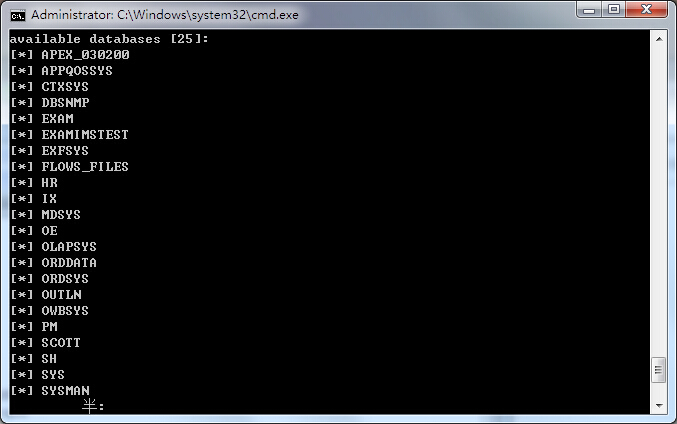 Administrator: C:\Windows\system32\cmd.exe
available databases [25]:
[*] APEX_030200
[*] APPQOSSYS
[*] CTXSYS
[*] DBSNMP
[*] EXAM
[*] EXAMIMSTEST
[*] EXFSYS
[*] FLOWS_FILES
[*] HR
[*] IX
[*] MDSYS
[*] OE
[*] OLAPSYS
[*] ORDDATA
[*] ORDSYS
[*] OUTLN
[*] OWBSYS
[*] PM
[*] SCOTT
[*] SH
[*] SYS
[*] SYSMAN
半: